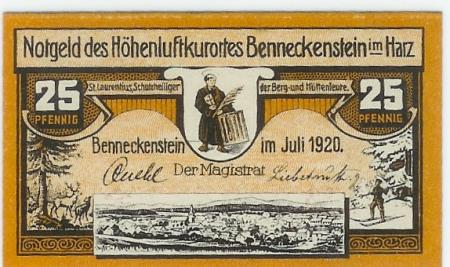 Notgeld des Höhenluftkurortes Benneckenstein im Harz
25 PFENNIG
St. Laurentius, Schutzheiliger der Berg- und Hüttenleute.
25 PFENNIG
Benneckenstein im Juli 1920.
Der Magistrat